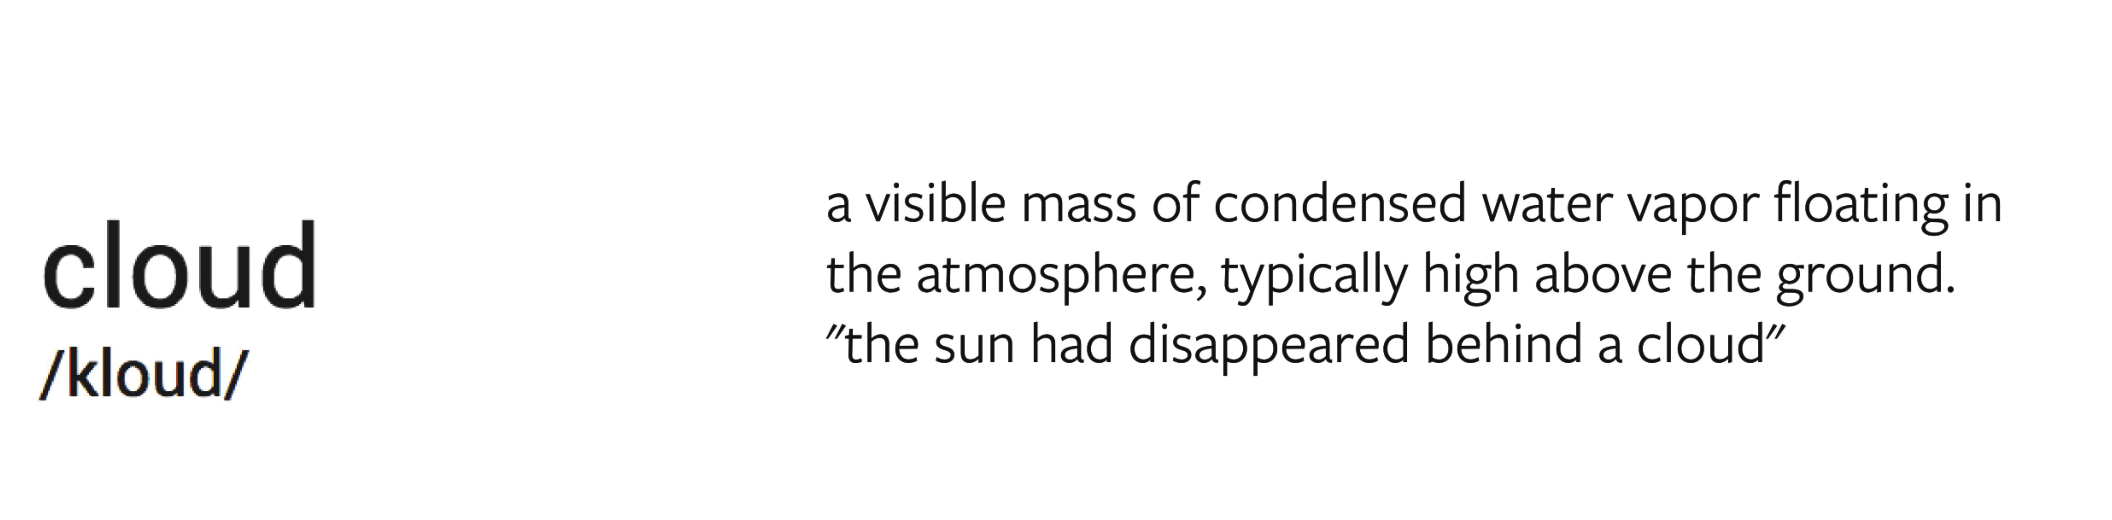 cloud
/kloud/
a visible mass of condensed water vapor floating in
the atmosphere, typically high above the ground.
"the sun had disappeared behind a cloud"